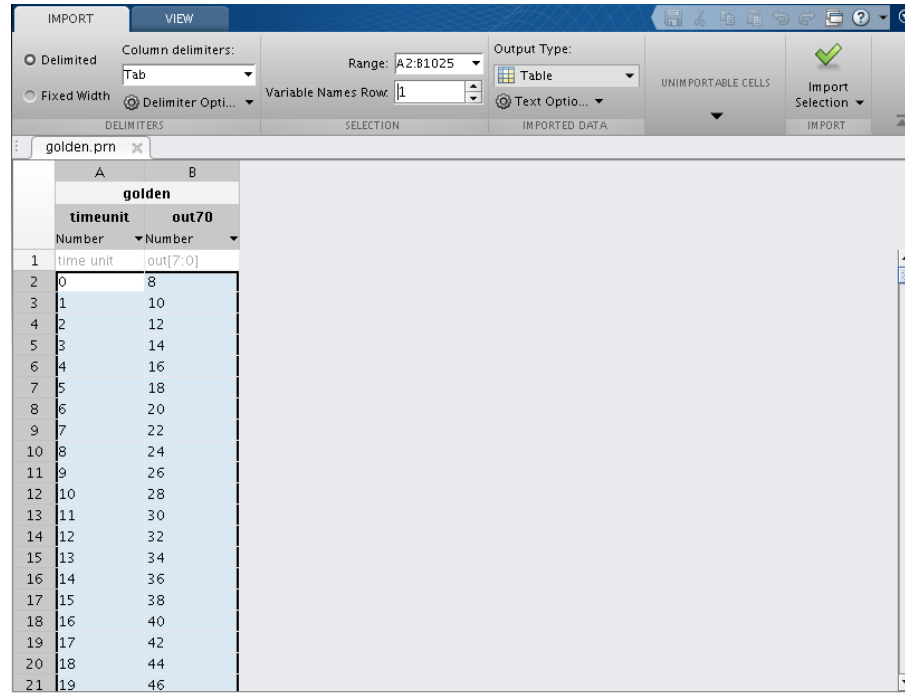 IMPORT VIEW
Delimited Column delimiters:
Tab
Fixed Width Delimiter Opti...
DELIMITERS
Range: A2:B1025
Variable Names Row: 1
SELECTION
Output Type:
Table
Text Optio...
IMPORTED DATA
UNIMPORTABLE CELLS
Import
Selection
IMPORT
golden.prn
A B
golden
timeunit out70
Number Number
1 time unit out[7:0]
2 0 8
3 1 10
4 2 12
5 3 14
6 4 16
7 5 18
8 6 20
9 7 22
10 8 24
11 9 26
12 10 28
13 11 30
14 12 32
15 13 34
16 14 36
17 15 38
18 16 40
19 17 42
20 18 44
21 19 46